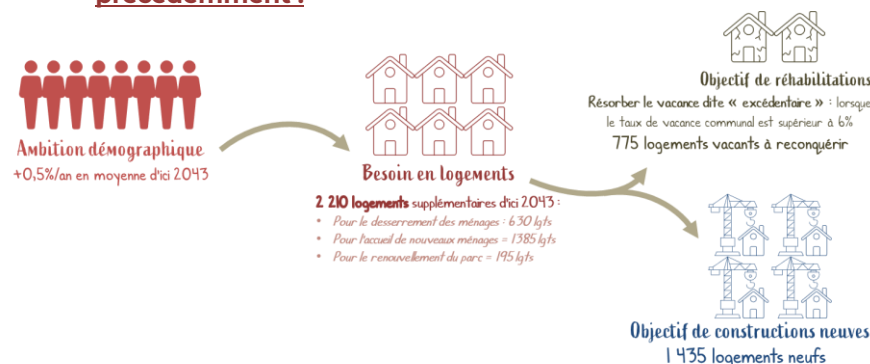 précédemment :
Ambition démographique
+0,5%/an en moyenne d'ici 2043
Besoin en logements
2 210 logements supplémentaires d'ici 2043 :
• Pour le desserrement des ménages : 630 lgts
• Pour l'accueil de nouveaux ménages = 1385 lgts
• Pour le renouvellement du parc = 195 lgts
Objectif de réhabilitations
Résorber le vacance dite « excédentaire » : lorsque
le taux de vacance communal est supérieur à 6%
775 logements vacants à reconquérir
Objectif de constructions neuves
1 435 logements neufs